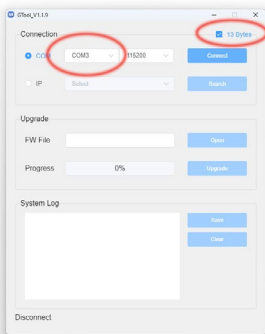 GTool_V1.1.9
Connection
13 Bytes
COM COM3 115200 Connect
IP Select Search
Upgrade
FW File Open
Progress 0% Upgrade
System Log
Save
Clear
Disconnect